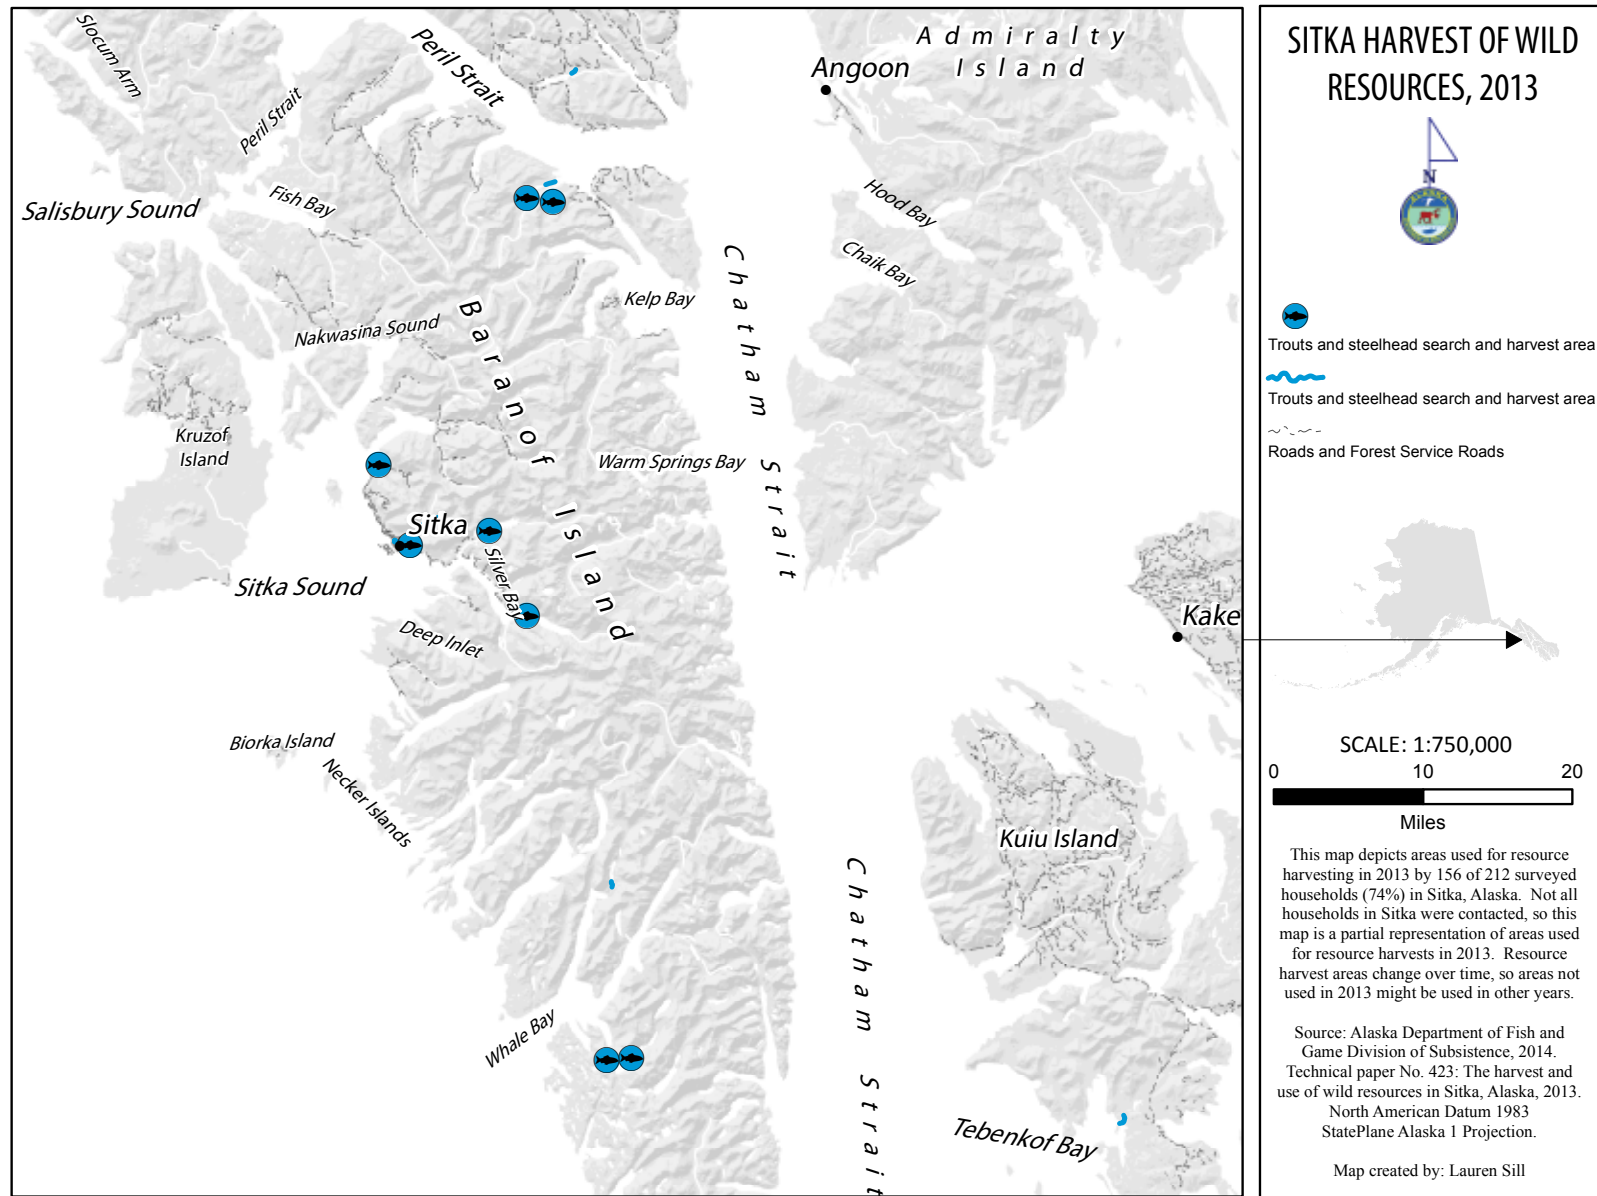 Slocum Arm
Peril Strait
Peril Strait
Salisbury Sound
Fish Bay
Angoon
Admiralty
Island
Hood Bay
Chaik Bay
Kelp Bay
Nakwasina Sound
Baranof
Island
Chatham
Strait
Kruzof
Island
Warm Springs Bay
Sitka
Silver Bay
Sitka Sound
Deep Inlet
Kake
Biorka Island
Necker Islands
Kuiu Island
Chatham
Strait
Whale Bay
Tebenkof Bay
SITKA HARVEST OF WILD
RESOURCES, 2013
N
ALASKA
Trouts and steelhead search and harvest area
Trouts and steelhead search and harvest area
Roads and Forest Service Roads
SCALE: 1:750,000
0 10 20
Miles
This map depicts areas used for resource
harvesting in 2013 by 156 of 212 surveyed
households (74%) in Sitka, Alaska. Not all
households in Sitka were contacted, so this
map is a partial representation of areas used
for resource harvests in 2013. Resource
harvest areas change over time, so areas not
used in 2013 might be used in other years.
Source: Alaska Department of Fish and
Game Division of Subsistence, 2014.
Technical paper No. 423: The harvest and
use of wild resources in Sitka, Alaska, 2013.
North American Datum 1983
StatePlane Alaska 1 Projection.
Map created by: Lauren Sill